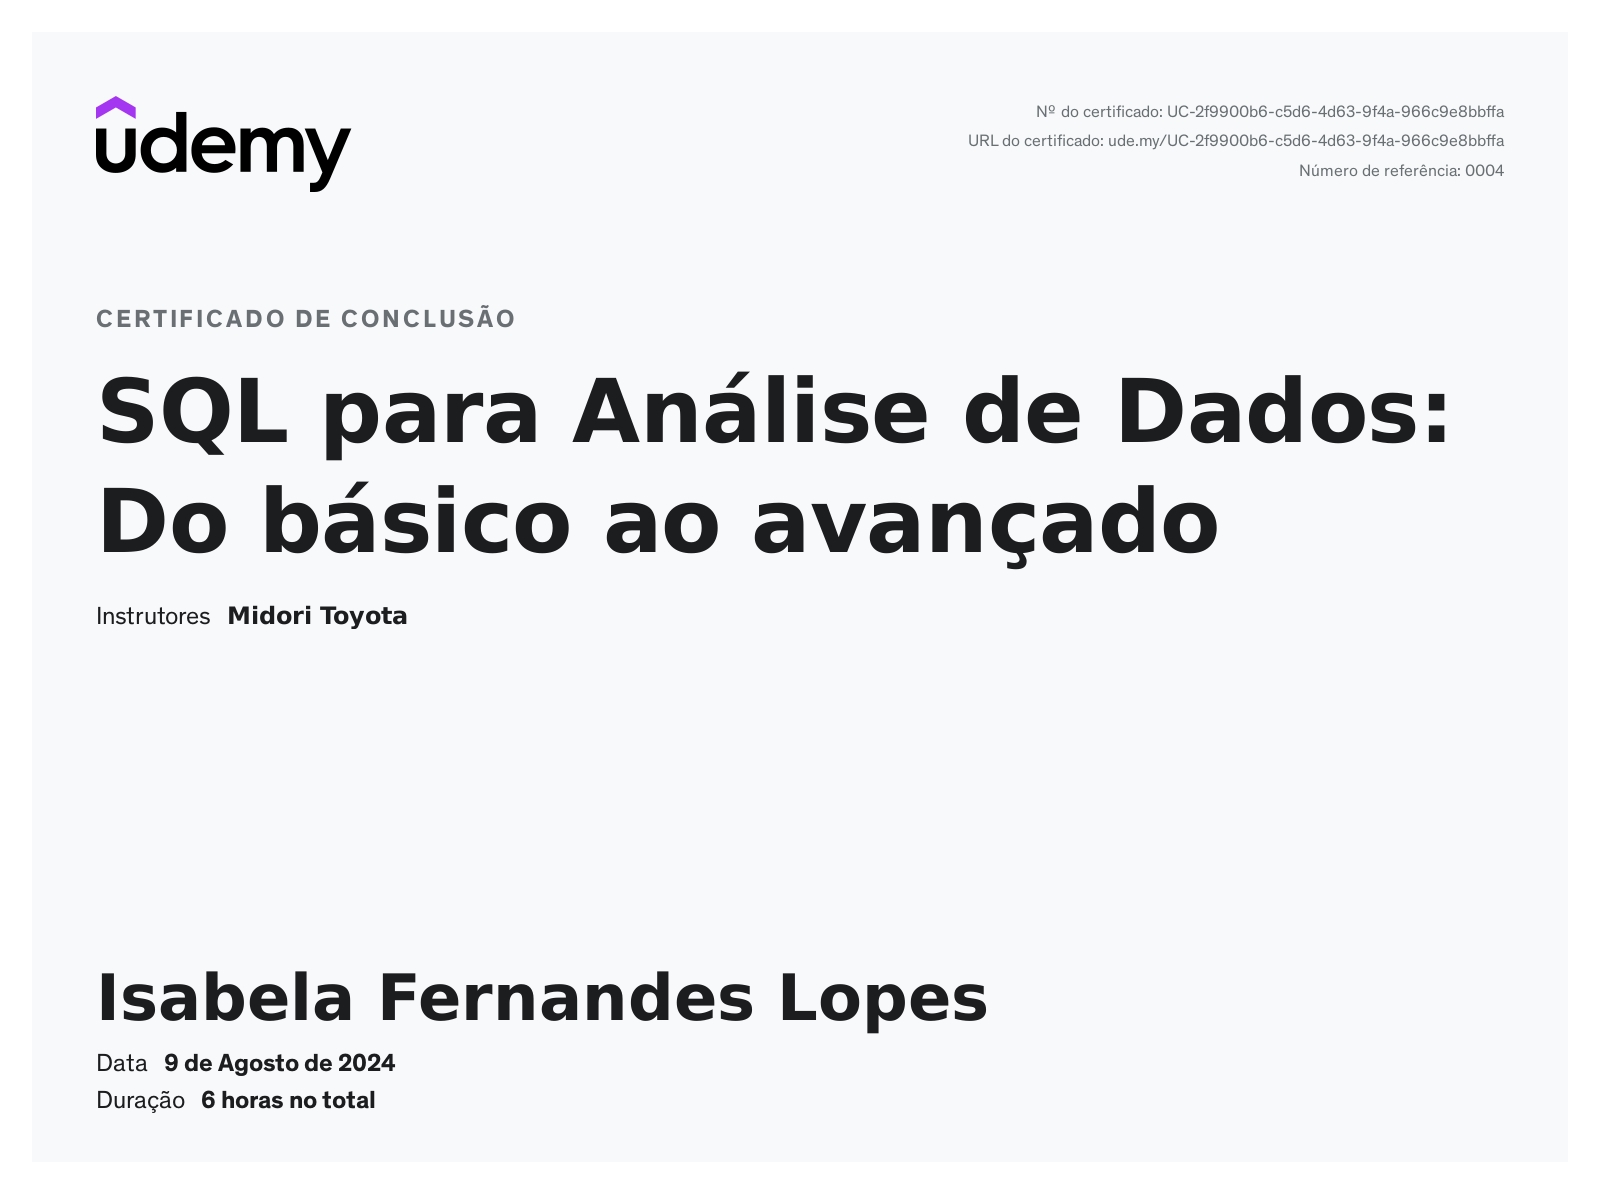 udemy
Nº do certificado: UC-2f9900b6-c5d6-4d63-9f4a-966c9e8bbffa
URL do certificado: ude.my/UC-2f9900b6-c5d6-4d63-9f4a-966c9e8bbffa
Número de referência: 0004
CERTIFICADO DE CONCLUSÃO
SQL para Análise de Dados:
Do básico ao avançado
Instrutores Midori Toyota
Isabela Fernandes Lopes
Data 9 de Agosto de 2024
Duração 6 horas no total